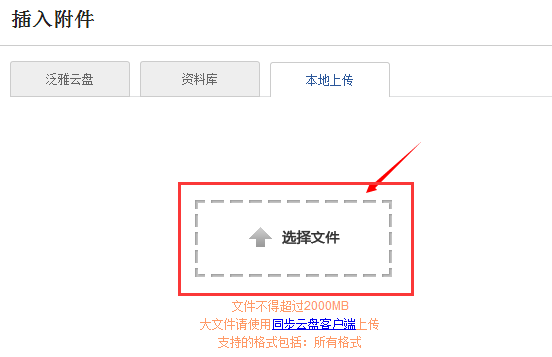 插入附件
泛雅云盘
资料库
本地上传
选择文件
文件不得超过2000MB
大文件请使用同步云盘客户端上传
支持的格式包括：所有格式